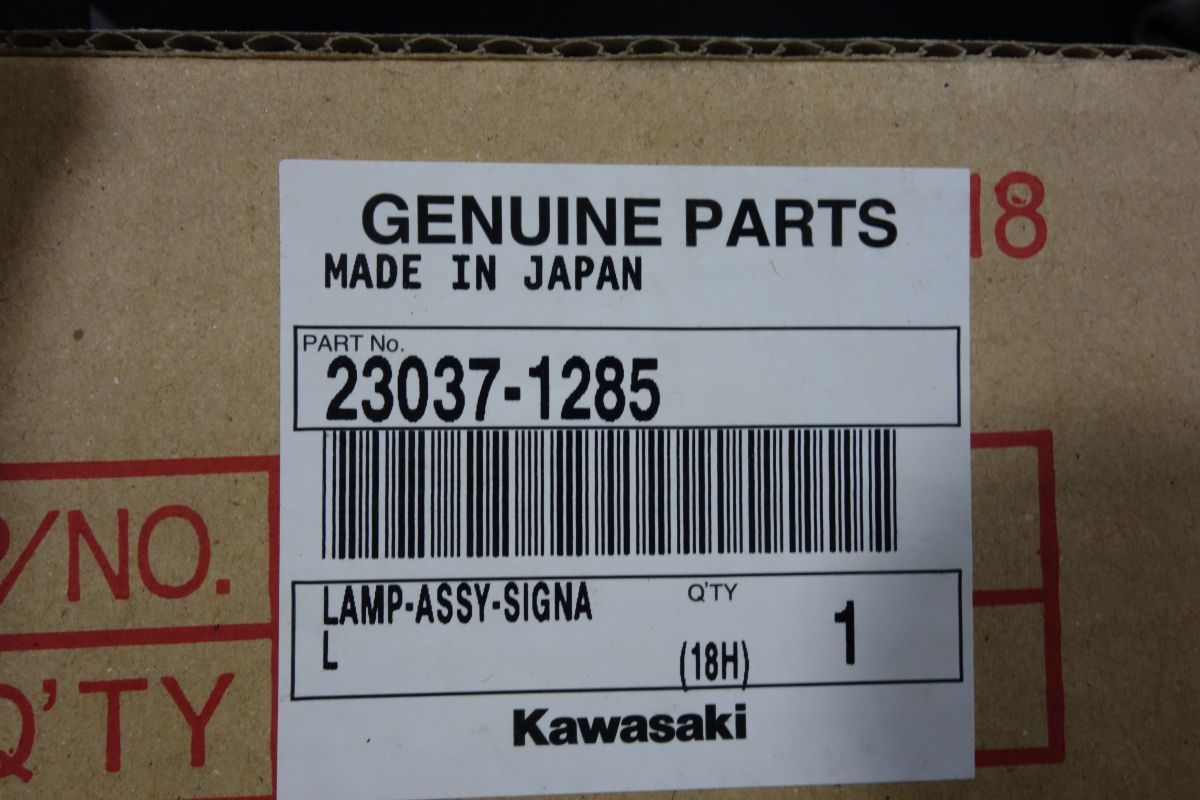 GENUINE PARTS
18
MADE IN JAPAN
PART No.
23037-1285
/NO.
LAMP-ASSY-SIGNA
Q'TY
1
L
(18H)
Q'TY
Kawasaki